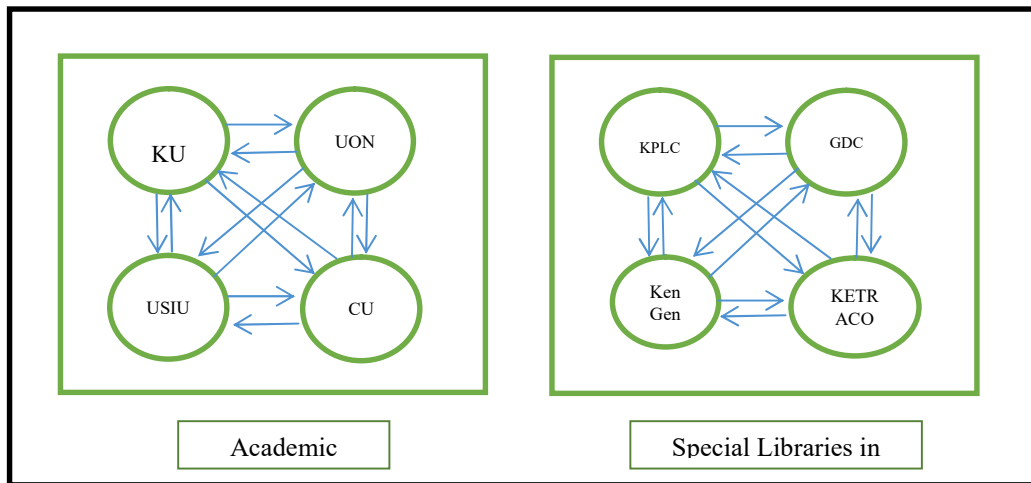 KU
UON
USIU
CU
Academic
KPLC
GDC
Ken
Gen
KETR
ACO
Special Libraries in